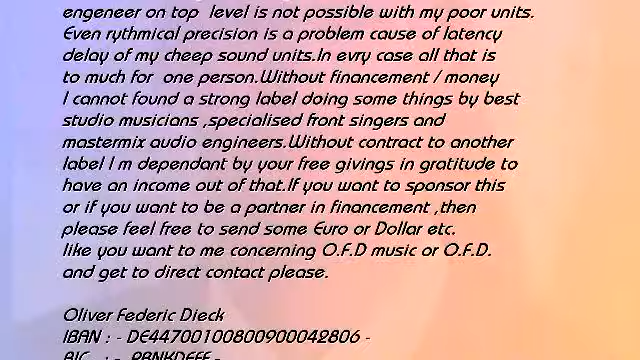 engeneer on top level is not possible with my poor units.
Even rythmical precision is a problem cause of latency
delay of my cheep sound units.In evry case all that is
to much for one person.Without financement / money
I cannot found a strong label doing some things by best
studio musicians ,specialised front singers and
mastermix audio engineers.Without contract to another
label I m dependant by your free givings in gratitude to
have an income out of that.If you want to sponsor this
or if you want to be a partner in financement ,then
please feel free to send some Euro or Dollar etc.
like you want to me concerning O.F.D music or O.F.D.
and get to direct contact please.
Oliver Federic Dieck
IBAN : - DE44700100800900042806 -
BIC : - PBNKDEFF -